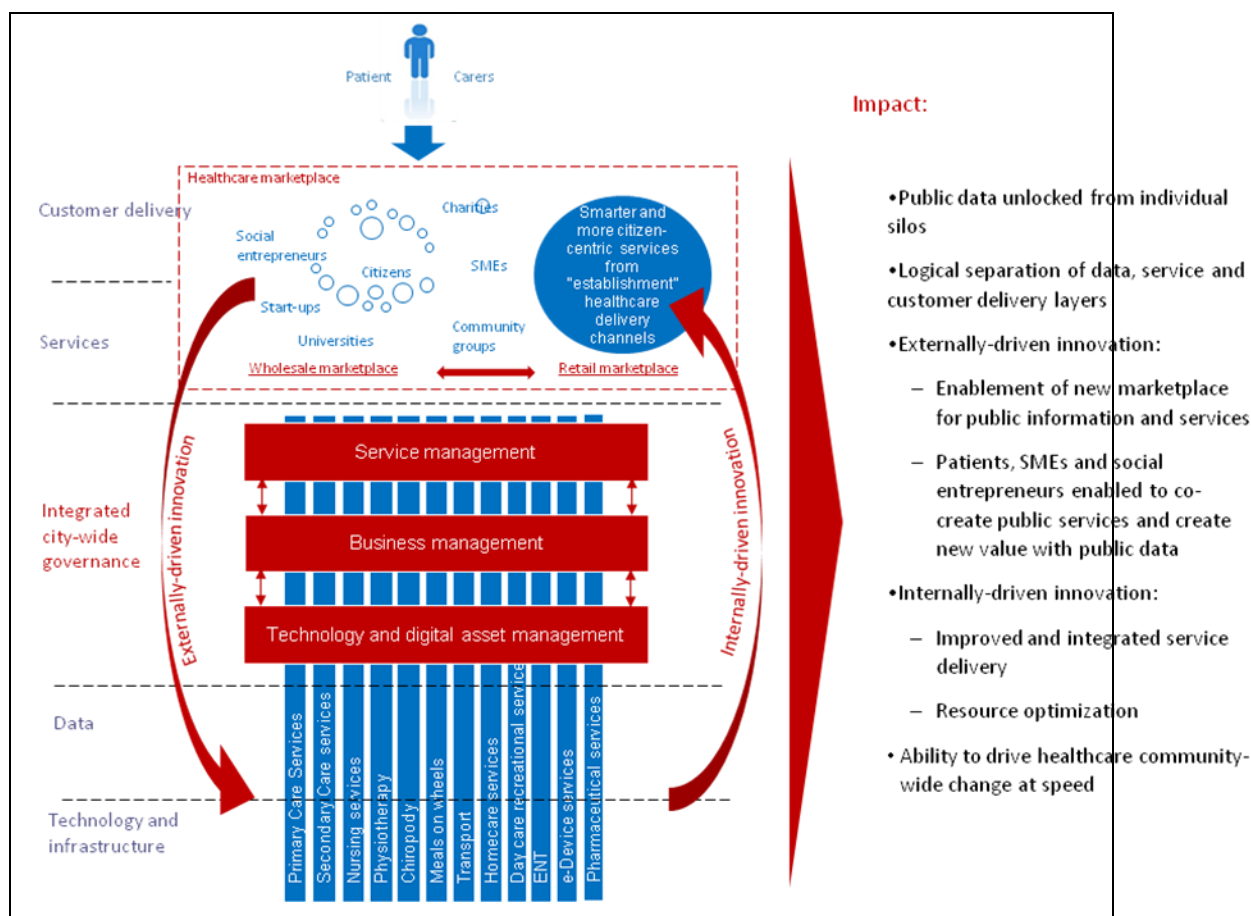 Patient
Carers
Impact:
Healthcare marketplace
Customer delivery
Charities
Social
entrepreneurs
Citizens
SMEs
Start-ups
Universities
Community
groups
Smarter and
more citizen-
centric services
from
"establishment"
healthcare
delivery
channels
Services
Wholesale marketplace
Retail marketplace
Integrated
city-wide
governance
Externally-driven innovation
Service management
Business management
Technology and digital asset management
Internally-driven innovation
Data
Technology and
infrastructure
Primary Care Services
Secondary Care services
Nursing services
Physiotherapy
Chiropody
Meals on wheels
Transport
Homecare services
Day care recreational service
ENT
e-Device services
Pharmaceutical services
•Public data unlocked from individual
silos
•Logical separation of data, service and
customer delivery layers
•Externally-driven innovation:
– Enablement of new marketplace
for public information and services
– Patients, SMEs and social
entrepreneurs enabled to co-
create public services and create
new value with public data
•Internally-driven innovation:
– Improved and integrated service
delivery
– Resource optimization
• Ability to drive healthcare community-
wide change at speed